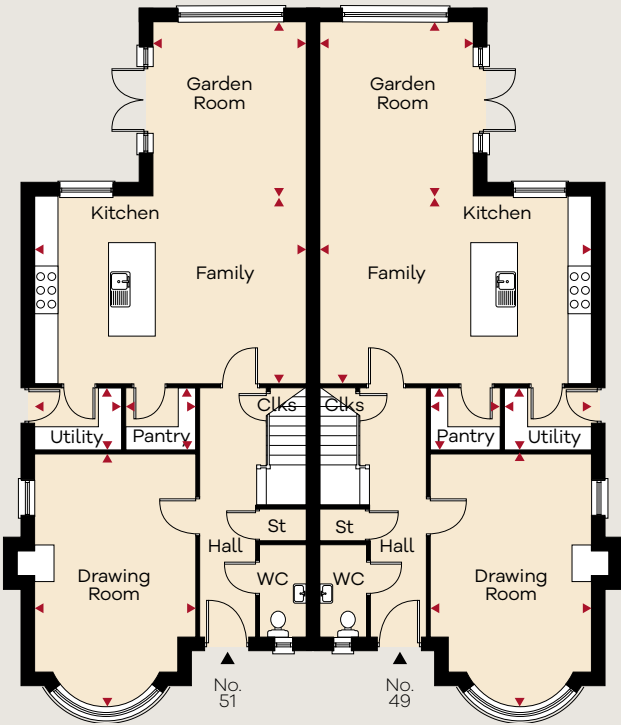 Garden
Room
Garden
Room
Kitchen
Kitchen
Family
Family
Clks
Clks
Utility
Pantry
Pantry
Utility
St
St
Hall
Hall
Drawing
Room
WC
WC
Drawing
Room
No.
51
No.
49